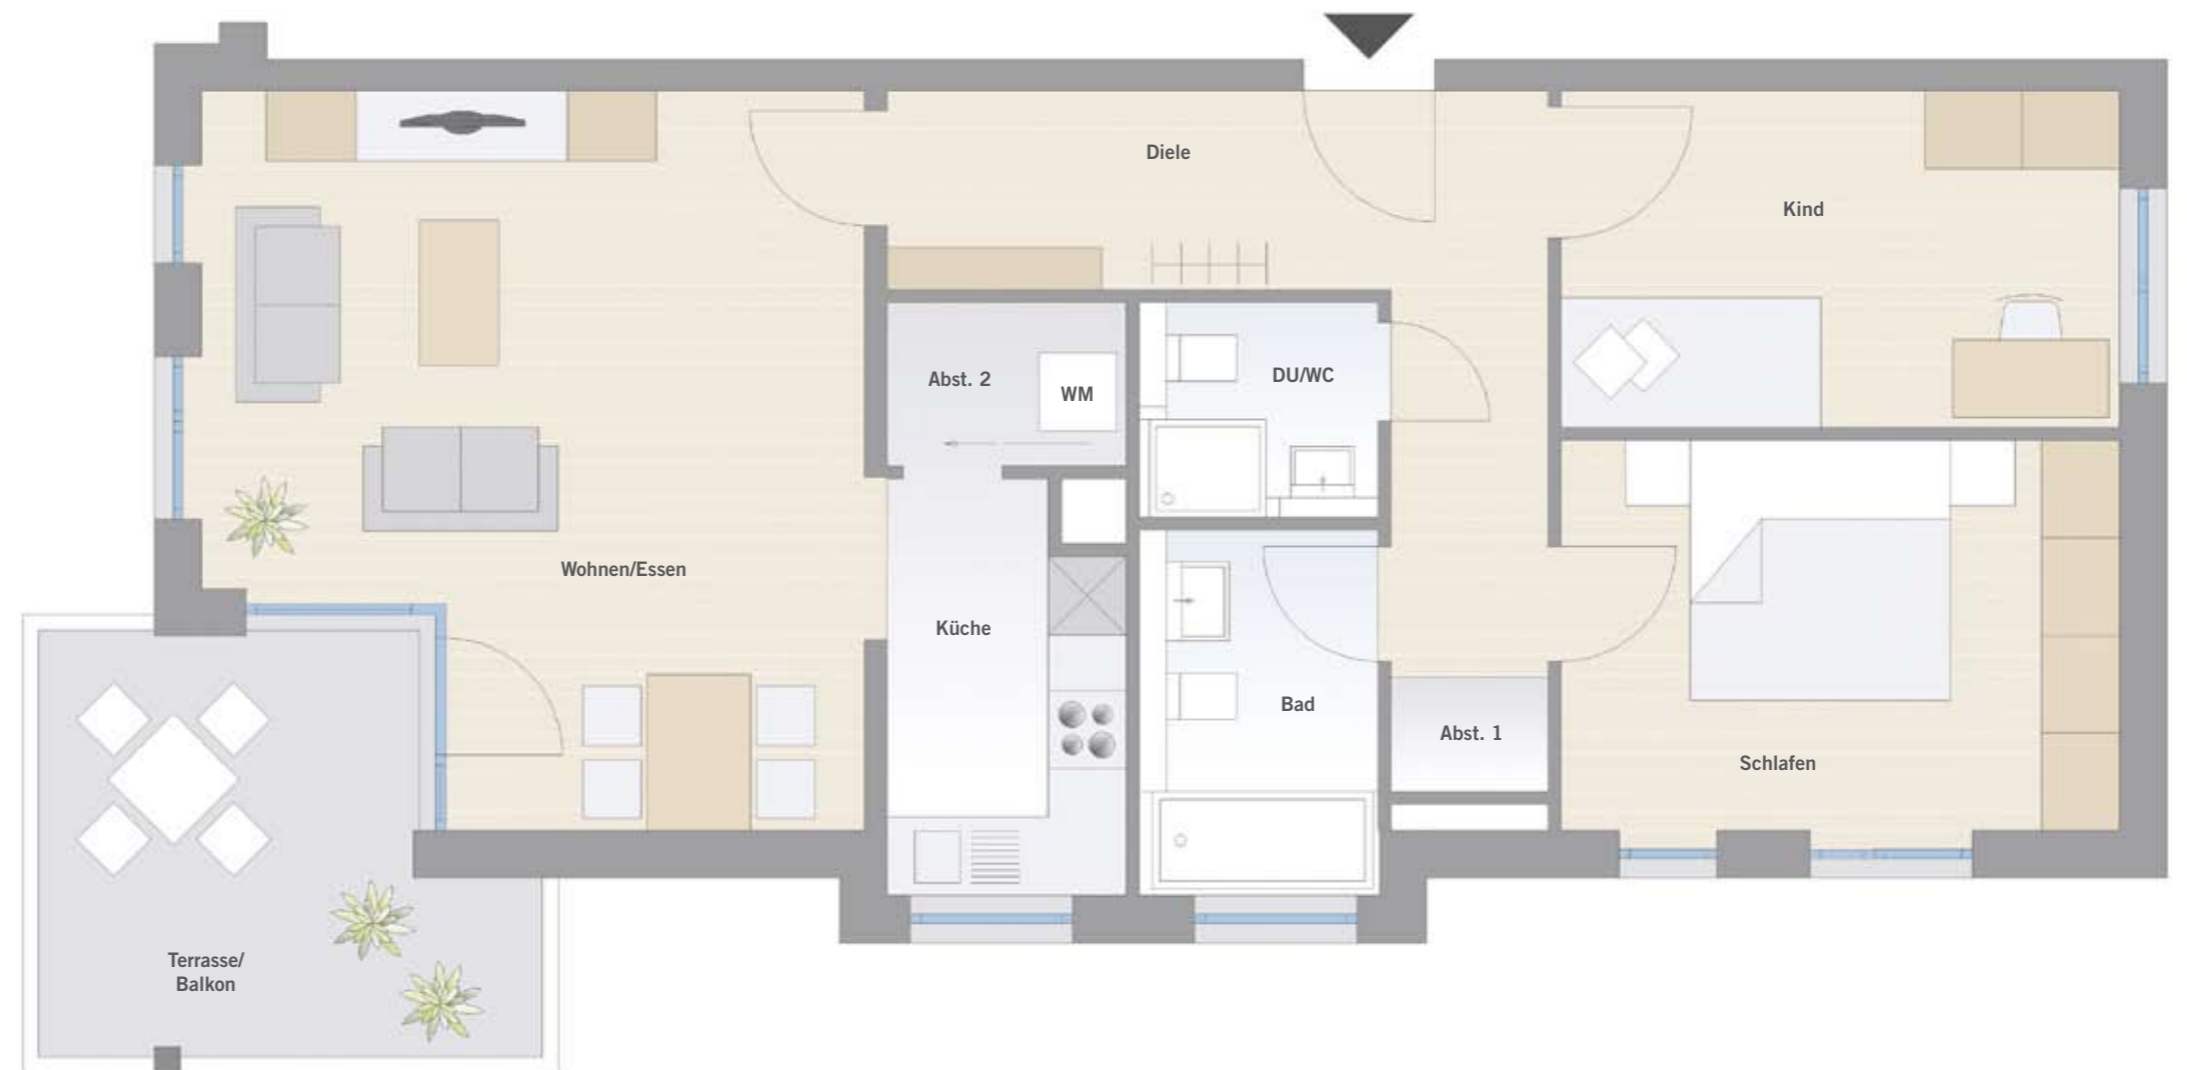 Diele
Kind
Abst. 2
WM
DU/WC
Wohnen/Essen
Küche
Bad
Abst. 1
Schlafen
Terrasse/
Balkon